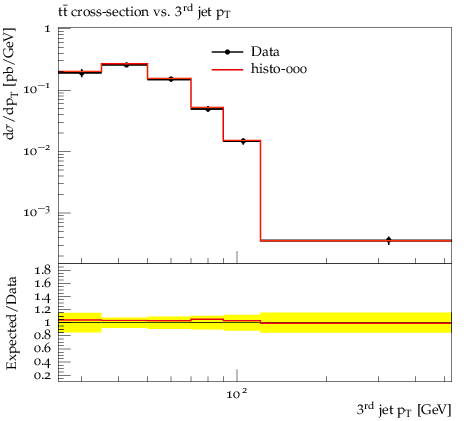 tt̄ cross-section vs. 3rd jet pT
dσ/dpT [pb/GeV]
1
10−1
10−2
10−3
Data
histo-000
Expected/Data
1.8
1.6
1.4
1.2
1
0.8
0.6
0.4
0.2
10 2
3rd jet pT [GeV]